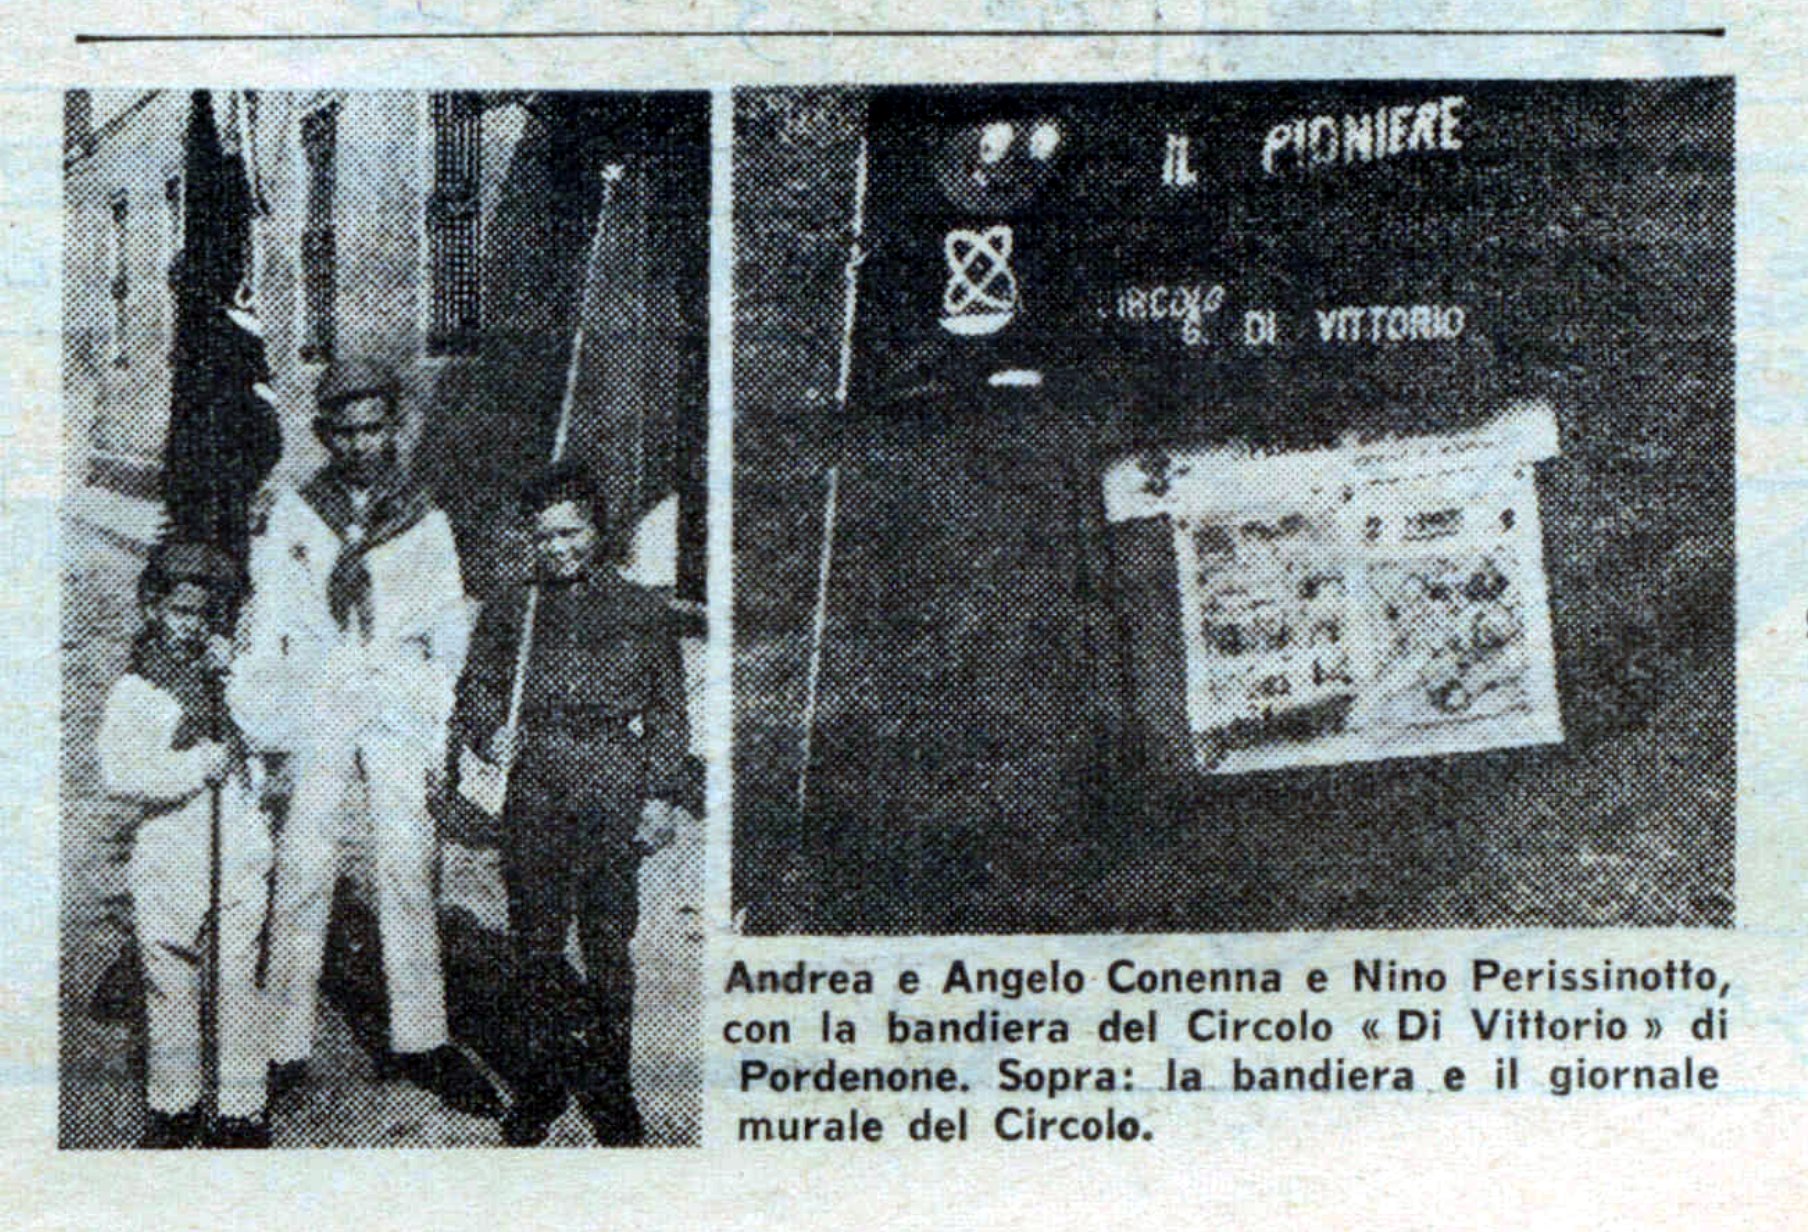 IL PIONIERE
CIRCOLO
G. DI VITTORIO
Andrea e Angelo Conenna e Nino Perissinotto,
con la bandiera del Circolo « Di Vittorio » di
Pordenone. Sopra: la bandiera e il giornale
murale del Circolo.